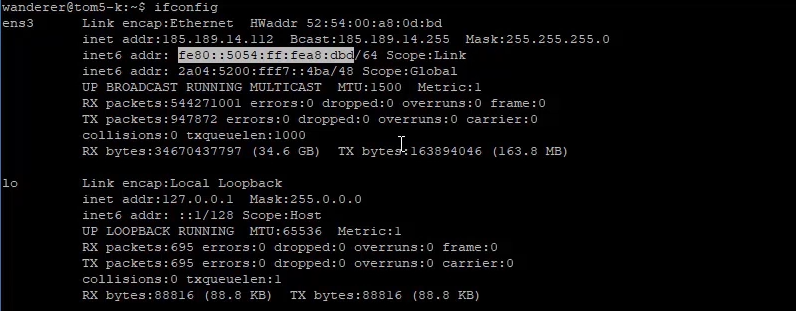 wanderer@tom5-k:~$ ifconfig
ens3 Link encap:Ethernet HWaddr 52:54:00:a8:0d:bd
inet addr:185.189.14.112 Bcast:185.189.14.255 Mask:255.255.255.0
inet6 addr: fe80::5054:ff:fea8:dbd/64 Scope:Link
inet6 addr: 2a04:5200:fff7::4ba/48 Scope:Global
UP BROADCAST RUNNING MULTICAST MTU:1500 Metric:1
RX packets:544271001 errors:0 dropped:0 overruns:0 frame:0
TX packets:947872 errors:0 dropped:0 overruns:0 carrier:0
collisions:0 txqueuelen:1000
RX bytes:34670437797 (34.6 GB) TX bytes:163894046 (163.8 MB)
lo Link encap:Local Loopback
inet addr:127.0.0.1 Mask:255.0.0.0
inet6 addr: ::1/128 Scope:Host
UP LOOPBACK RUNNING MTU:65536 Metric:1
RX packets:695 errors:0 dropped:0 overruns:0 frame:0
TX packets:695 errors:0 dropped:0 overruns:0 carrier:0
collisions:0 txqueuelen:1
RX bytes:88816 (88.8 KB) TX bytes:88816 (88.8 KB)